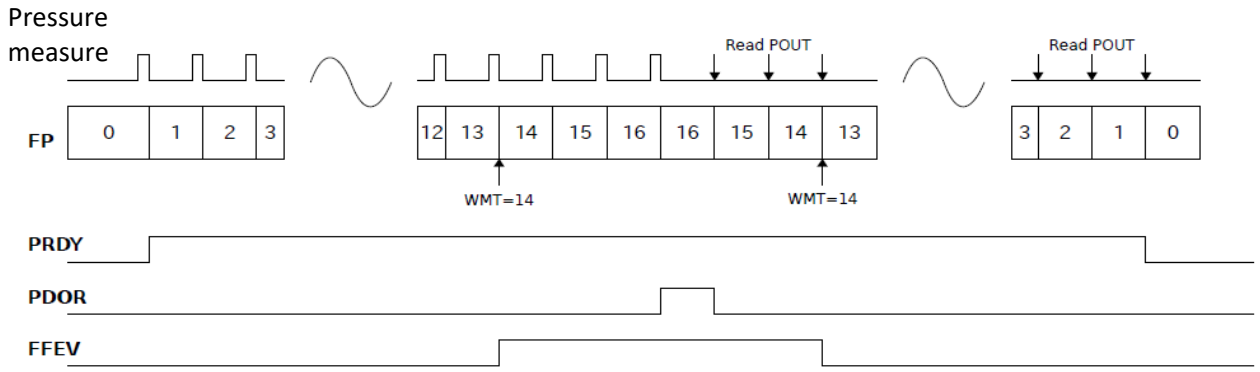 Pressure
measure
Read POUT Read POUT
FP 0 1 2 3 12 13 14 15 16 16 15 14 13 3 2 1 0
WMT=14 WMT=14
PRDY
PDOR
FFEV